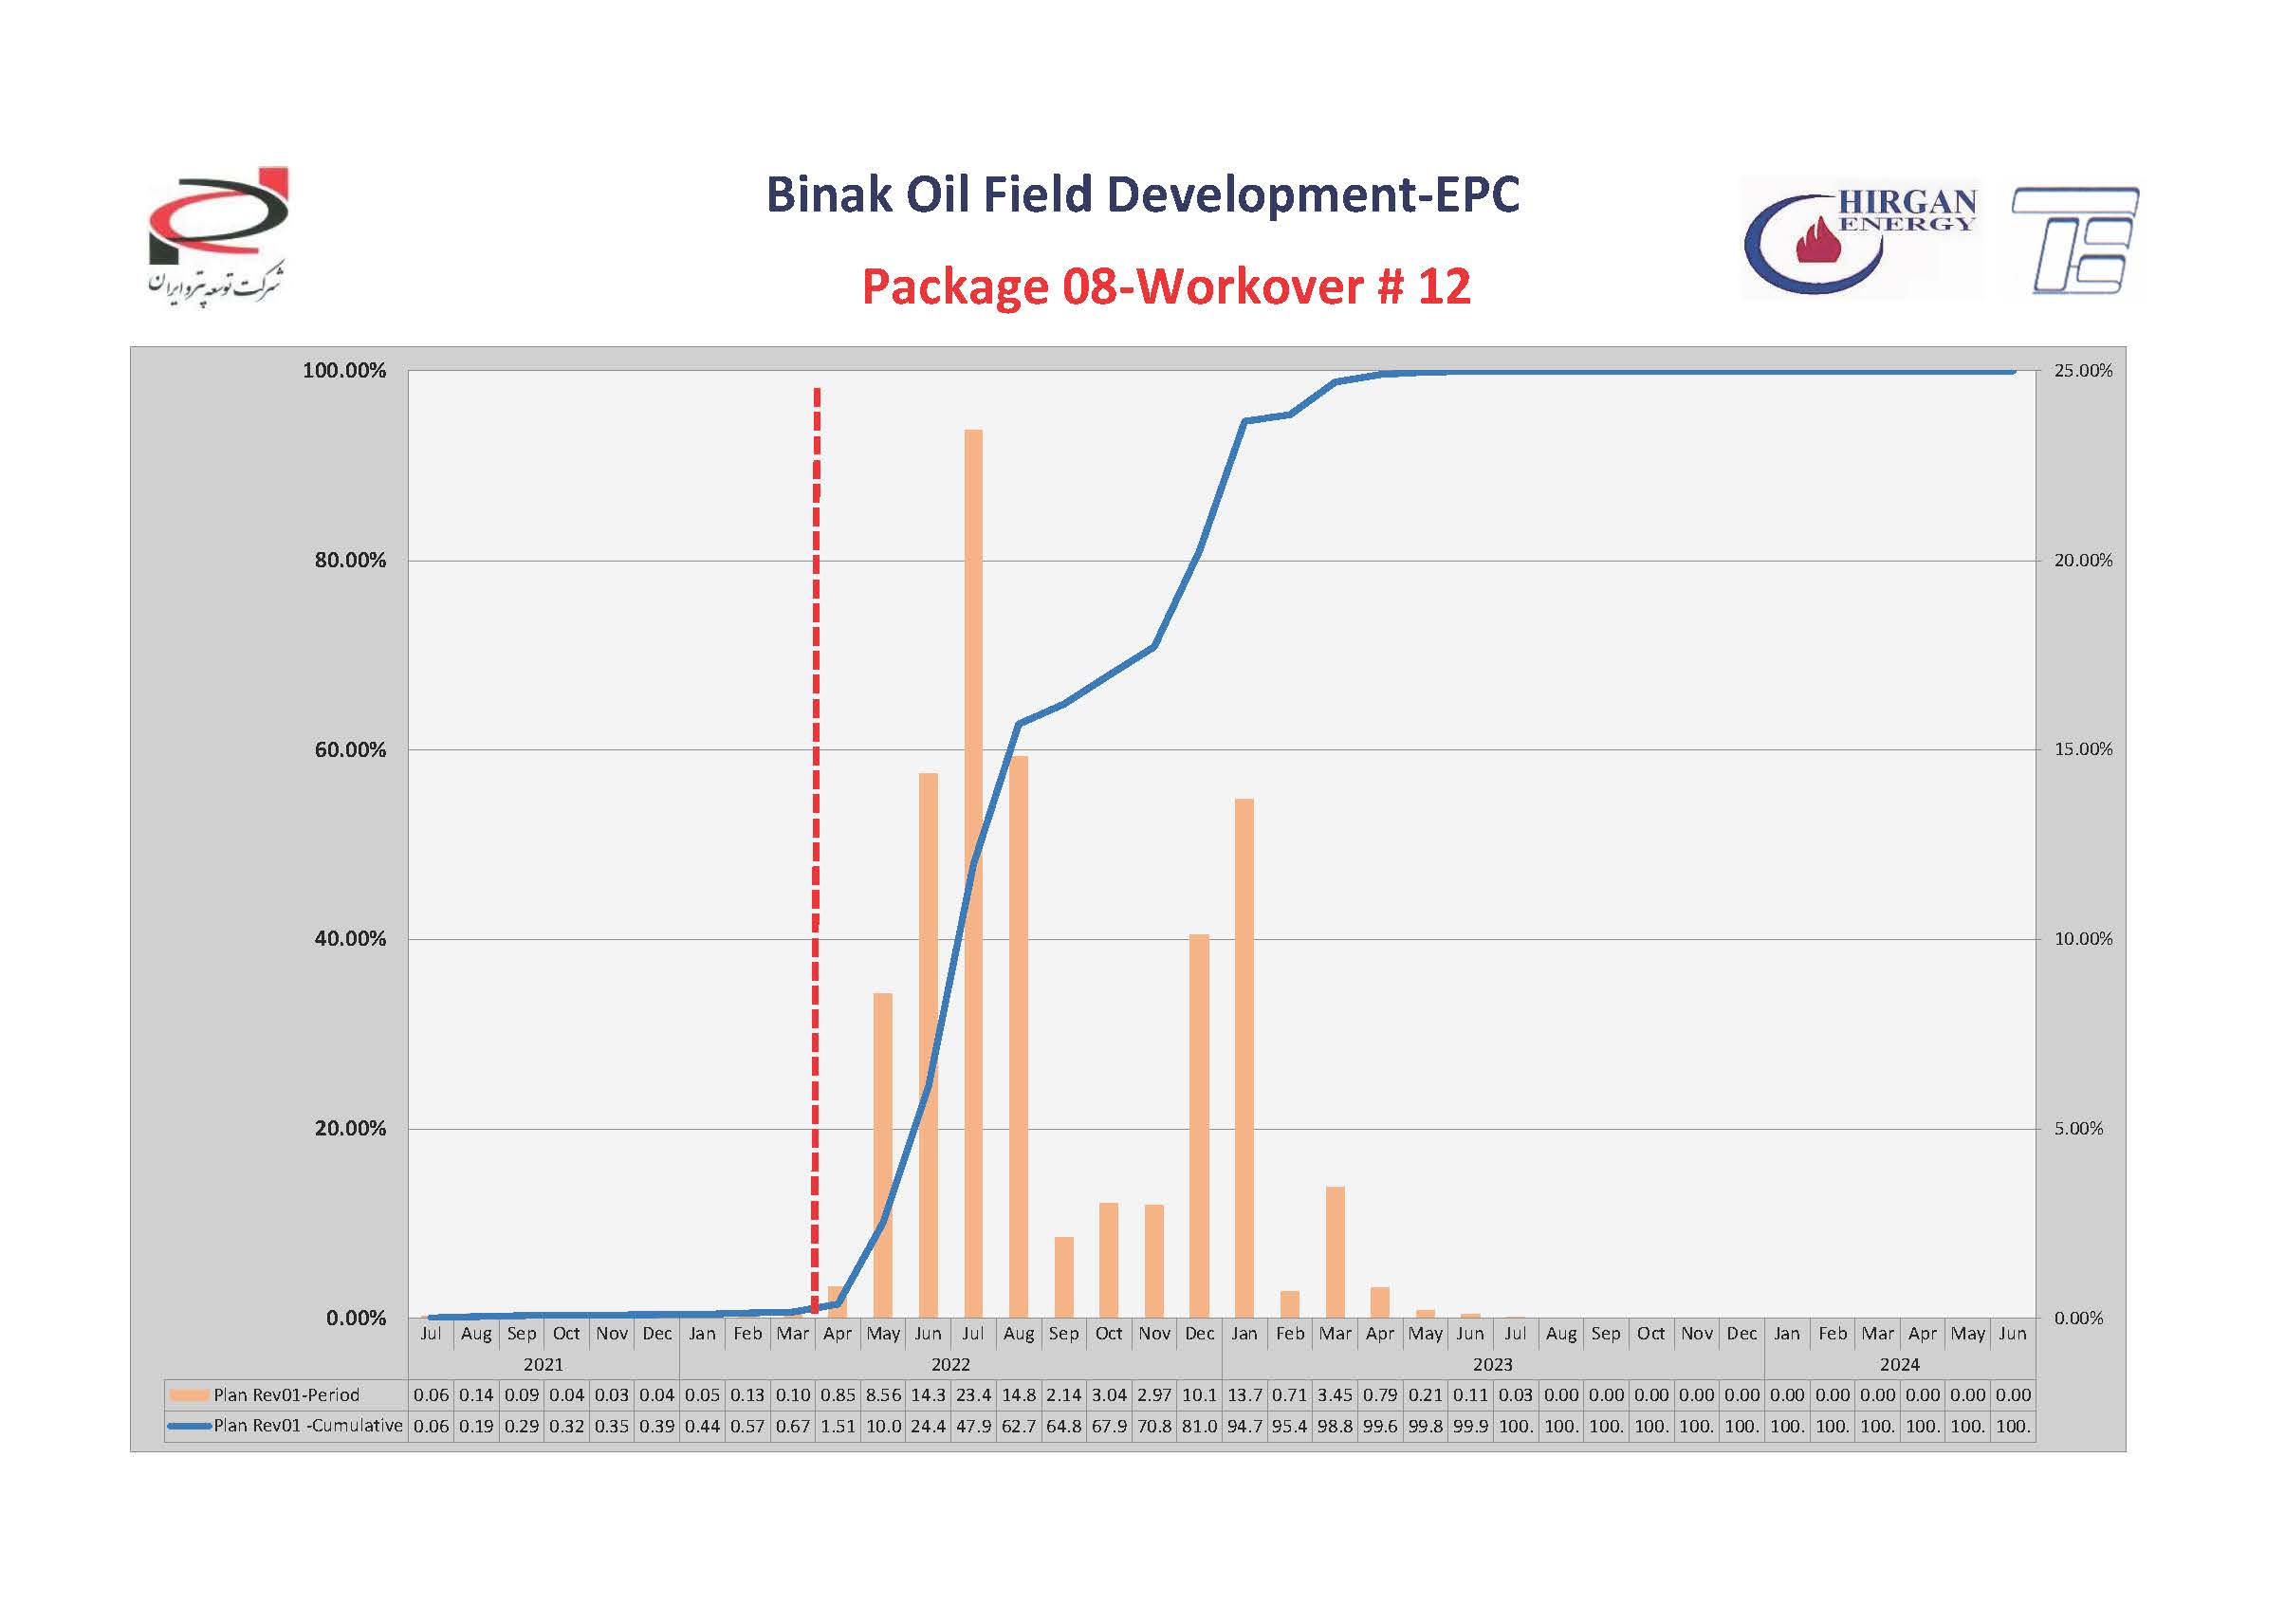 Binak Oil Field Development-EPC
Package 08-Workover # 12
شرکت توسعه پترو ایران
HIRGAN
ENERGY
100.00%
80.00%
60.00%
40.00%
20.00%
0.00%
25.00%
20.00%
15.00%
10.00%
5.00%
0.00%
Jul Aug Sep Oct Nov Dec Jan Feb Mar Apr May Jun Jul Aug Sep Oct Nov Dec Jan Feb Mar Apr May Jun Jul Aug Sep Oct Nov Dec Jan Feb Mar Apr May Jun
2021 2022 2023 2024
Plan Rev01-Period 0.06 0.14 0.09 0.04 0.03 0.04 0.05 0.13 0.10 0.85 8.56 14.3 23.4 14.8 2.14 3.04 2.97 10.1 13.7 0.71 3.45 0.79 0.21 0.11 0.03 0.00 0.00 0.00 0.00 0.00 0.00 0.00 0.00 0.00 0.00 0.00
Plan Rev01 -Cumulative 0.06 0.19 0.29 0.32 0.35 0.39 0.44 0.57 0.67 1.51 10.0 24.4 47.9 62.7 64.8 67.9 70.8 81.0 94.7 95.4 98.8 99.6 99.8 99.9 100. 100. 100. 100. 100. 100. 100. 100. 100. 100. 100. 100.